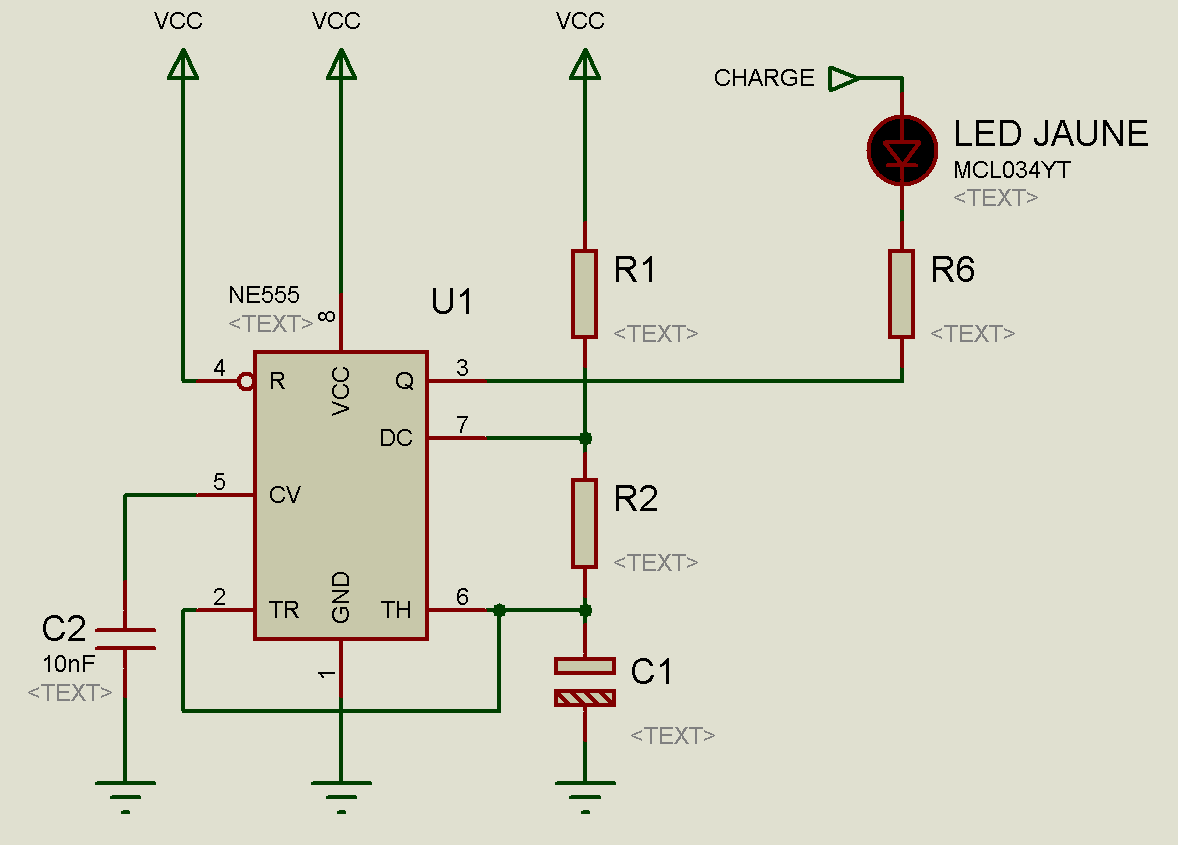 VCC
VCC
VCC
CHARGE
LED JAUNE
MCL034YT
<TEXT>
R1
<TEXT>
R6
<TEXT>
NE555
<TEXT>
U1
8
4
R
VCC
Q
3
DC
7
5
CV
R2
<TEXT>
2
TR
GND
TH
6
C2
10nF
<TEXT>
1
C1
<TEXT>